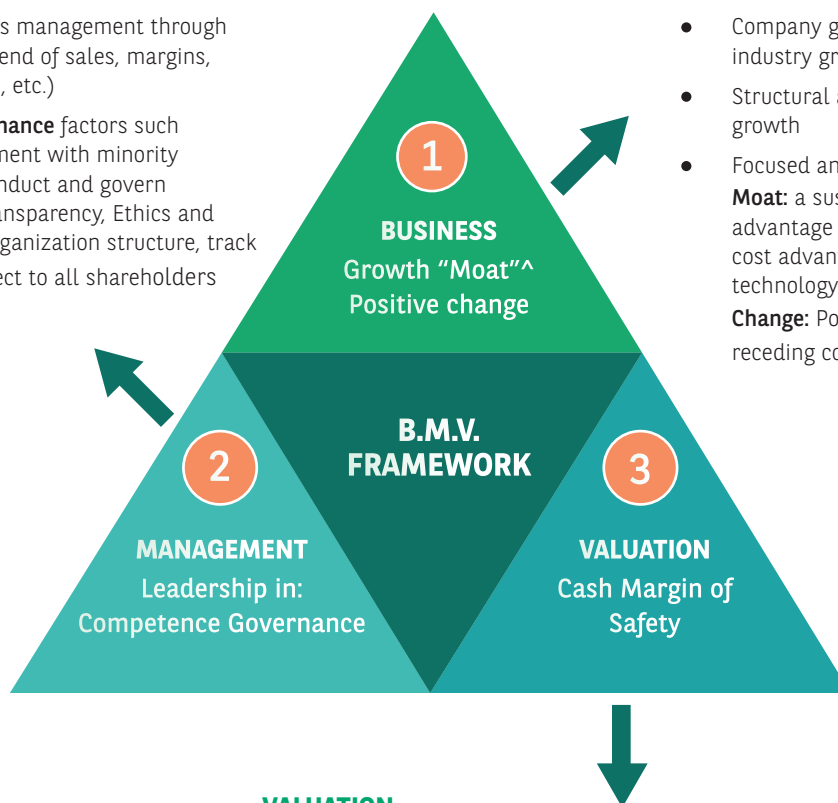 s management through
end of sales, margins,
, etc.)
nance factors such
ment with minority
nduct and govern
nsparency, Ethics and
ganization structure, track
ect to all shareholders
1
BUSINESS
Growth “Moat”^
Positive change
● Company g
industry gr
● Structural a
growth
● Focused an
Moat: a sus
advantage
cost advan
technology
Change: Po
receding co
B.M.V.
FRAMEWORK
2
MANAGEMENT
Leadership in:
Competence Governance
3
VALUATION
Cash Margin of
Safety
VALUATION